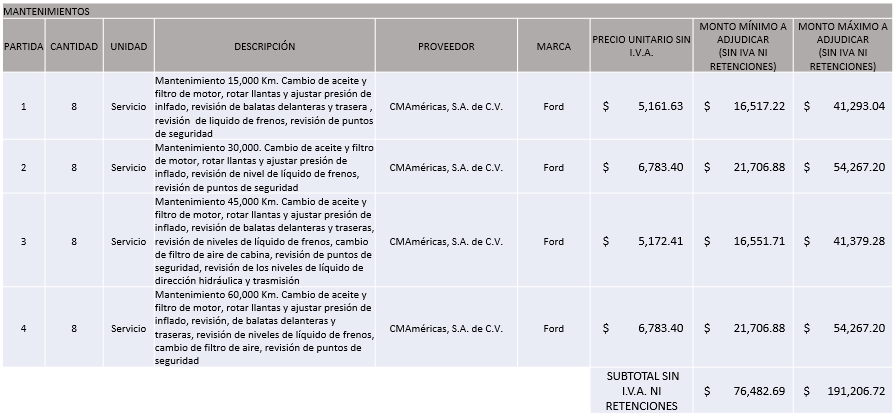 MANTENIMIENTOS
PARTIDA CANTIDAD UNIDAD DESCRIPCIÓN PROVEEDOR MARCA PRECIO UNITARIO SIN I.V.A. MONTO MÍNIMO A ADJUDICAR (SIN IVA NI RETENCIONES) MONTO MÁXIMO A ADJUDICAR (SIN IVA NI RETENCIONES)
1 8 Servicio
Mantenimiento 15,000 Km. Cambio de aceite y
filtro de motor, rotar llantas y ajustar presión de
inlfado, revisión de balatas delanteras y trasera ,
revisión de liquido de frenos, revisión de puntos
de seguridad
CMAméricas, S.A. de C.V. Ford $ 5,161.63 $ 16,517.22 $ 41,293.04
2 8 Servicio
Mantenimiento 30,000. Cambio de aceite y filtro
de motor, rotar llantas y ajustar presión de
inflado, revisión de nivel de líquido de frenos,
revisión de puntos de seguridad
CMAméricas, S.A. de C.V. Ford $ 6,783.40 $ 21,706.88 $ 54,267.20
3 8 Servicio
Mantenimiento 45,000 Km. Cambio de aceite y
filtro de motor, rotar llantas y ajustar presión de
inflado, revisión de balatas delanteras y traseras,
revisión de niveles de líquido de frenos, cambio
de filtro de aire de cabina, revisión de puntos de
seguridad, revisión de los niveles de líquido de
dirección hidráulica y trasmisión
CMAméricas, S.A. de C.V. Ford $ 5,172.41 $ 16,551.71 $ 41,379.28
4 8 Servicio
Mantenimiento 60,000 Km. Cambio de aceite y
filtro de motor, rotar llantas y ajustar presión de
inflado, revisión, de balatas delanteras y
traseras, revisión de niveles de líquido de frenos,
cambio de filtro de aire, revisión de puntos de
seguridad
CMAméricas, S.A. de C.V. Ford $ 6,783.40 $ 21,706.88 $ 54,267.20
SUBTOTAL SIN
I.V.A. NI
RETENCIONES
$ 76,482.69 $ 191,206.72